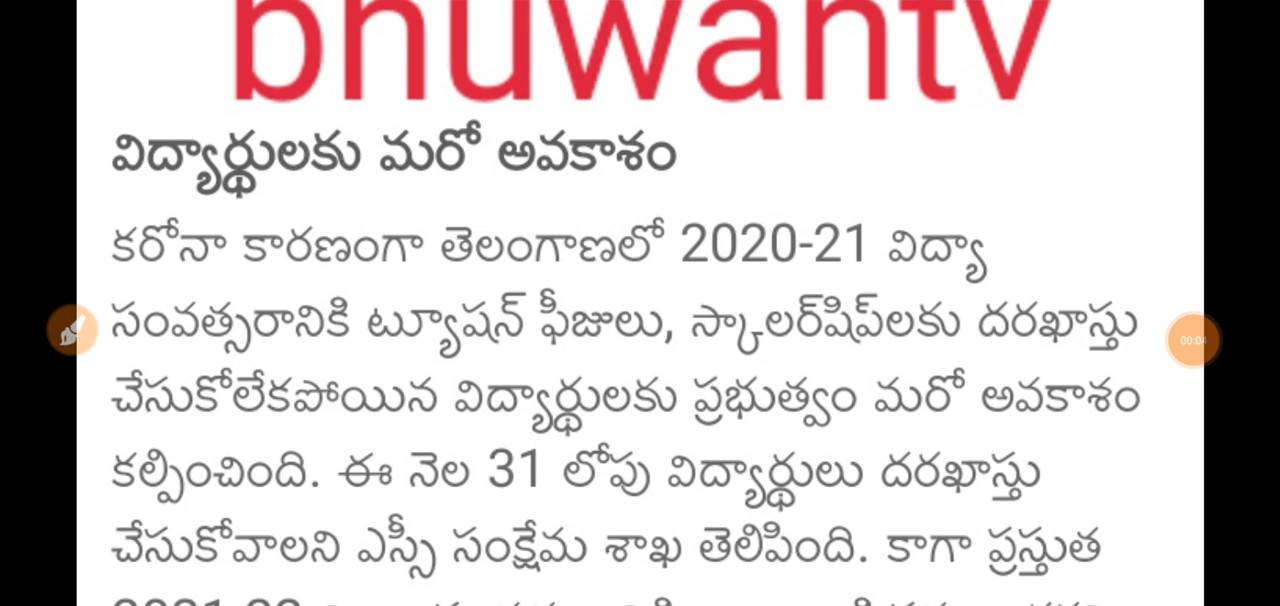 bhuwantv
విద్యార్థులకు మరో అవకాశం
కరోనా కారణంగా తెలంగాణలో 2020-21 విద్యా
సంవత్సరానికి ట్యూషన్ ఫీజులు, స్కాలర్‌షిప్‌లకు దరఖాస్తు
చేసుకోలేకపోయిన విద్యార్థులకు ప్రభుత్వం మరో అవకాశం
కల్పించింది. ఈ నెల 31 లోపు విద్యార్థులు దరఖాస్తు
చేసుకోవాలని ఎస్సీ సంక్షేమ శాఖ తెలిపింది. కాగా ప్రస్తుత
00:04